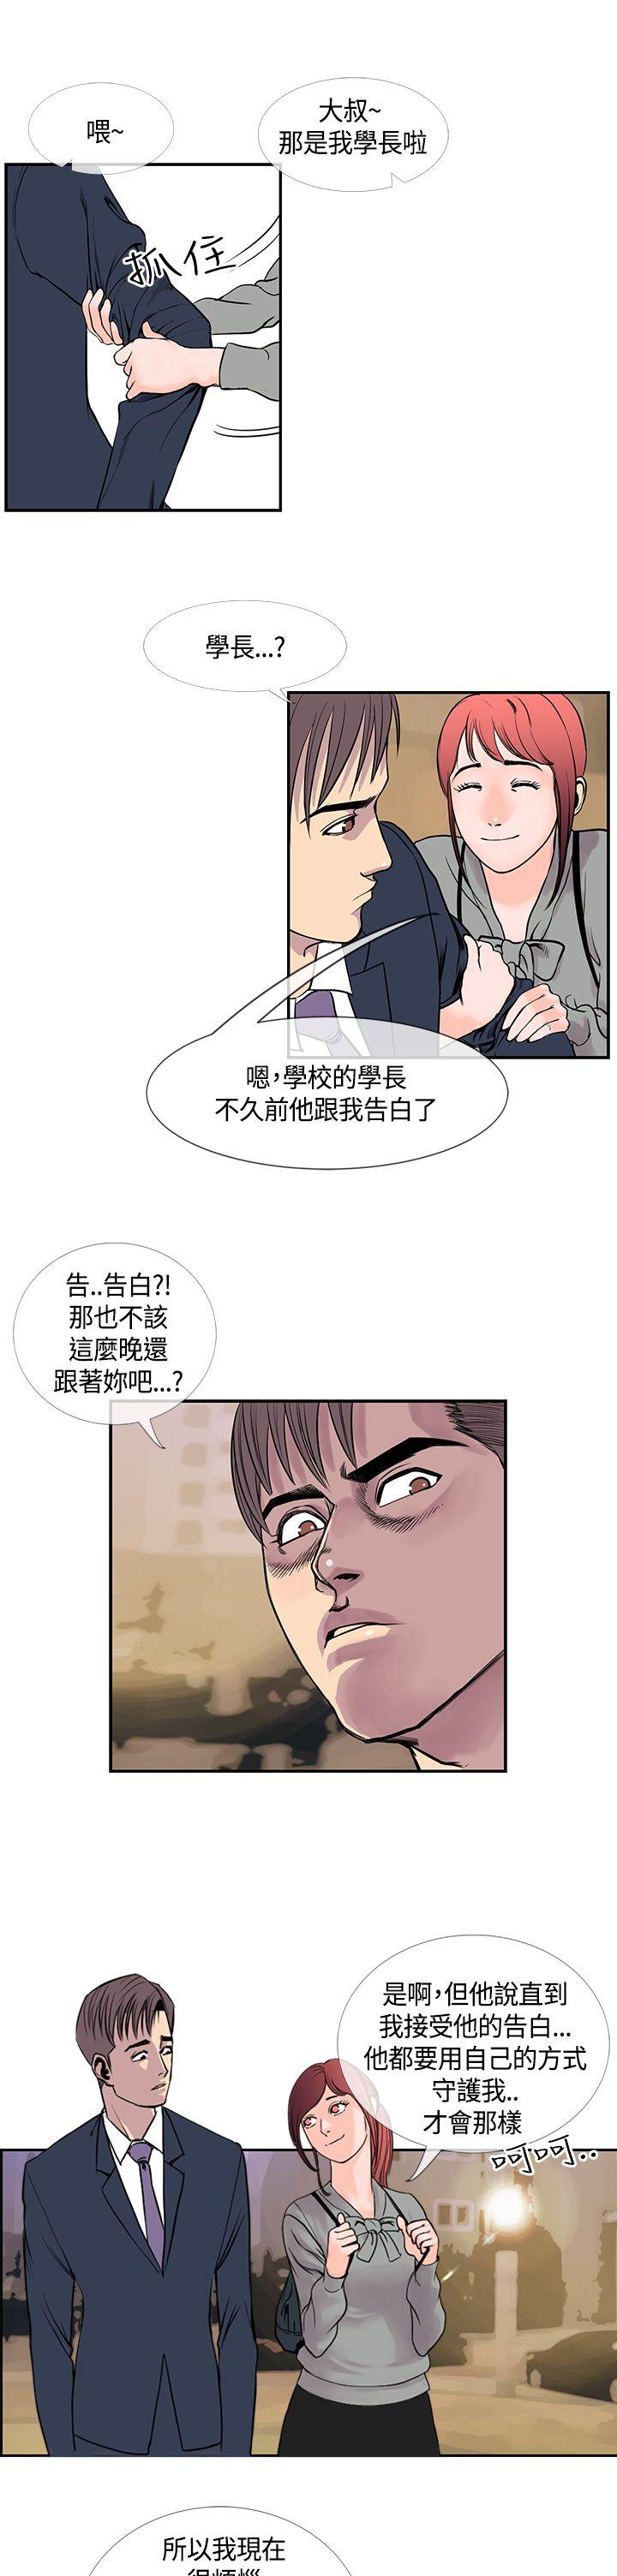 喂~
大叔~
那是我學長啦
抓住
學長...?
嗯,學校的學長
不久前他跟我告白了
告..告白?!
那也不該
這麼晚還
跟著妳吧...?
是啊,但他說直到
我接受他的告白...
他都要用自己的方式
守護我..
才會那樣
呵呵..
所以我現在